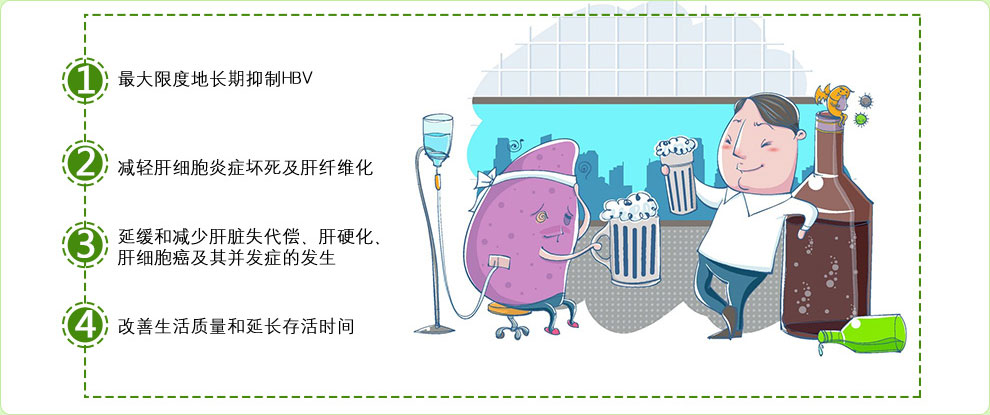 1 最大限度地长期抑制HBV
2 减轻肝细胞炎症坏死及肝纤维化
3 延缓和减少肝脏失代偿、肝硬化、
肝细胞癌及其并发症的发生
4 改善生活质量和延长存活时间